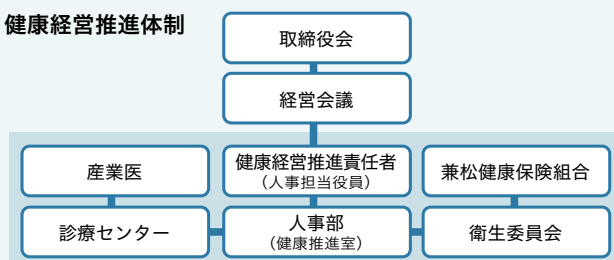 健康経営推進体制
取締役会
経営会議
産業医
健康経営推進責任者
（人事担当役員）
兼松健康保険組合
診療センター
人事部
（健康推進室）
衛生委員会